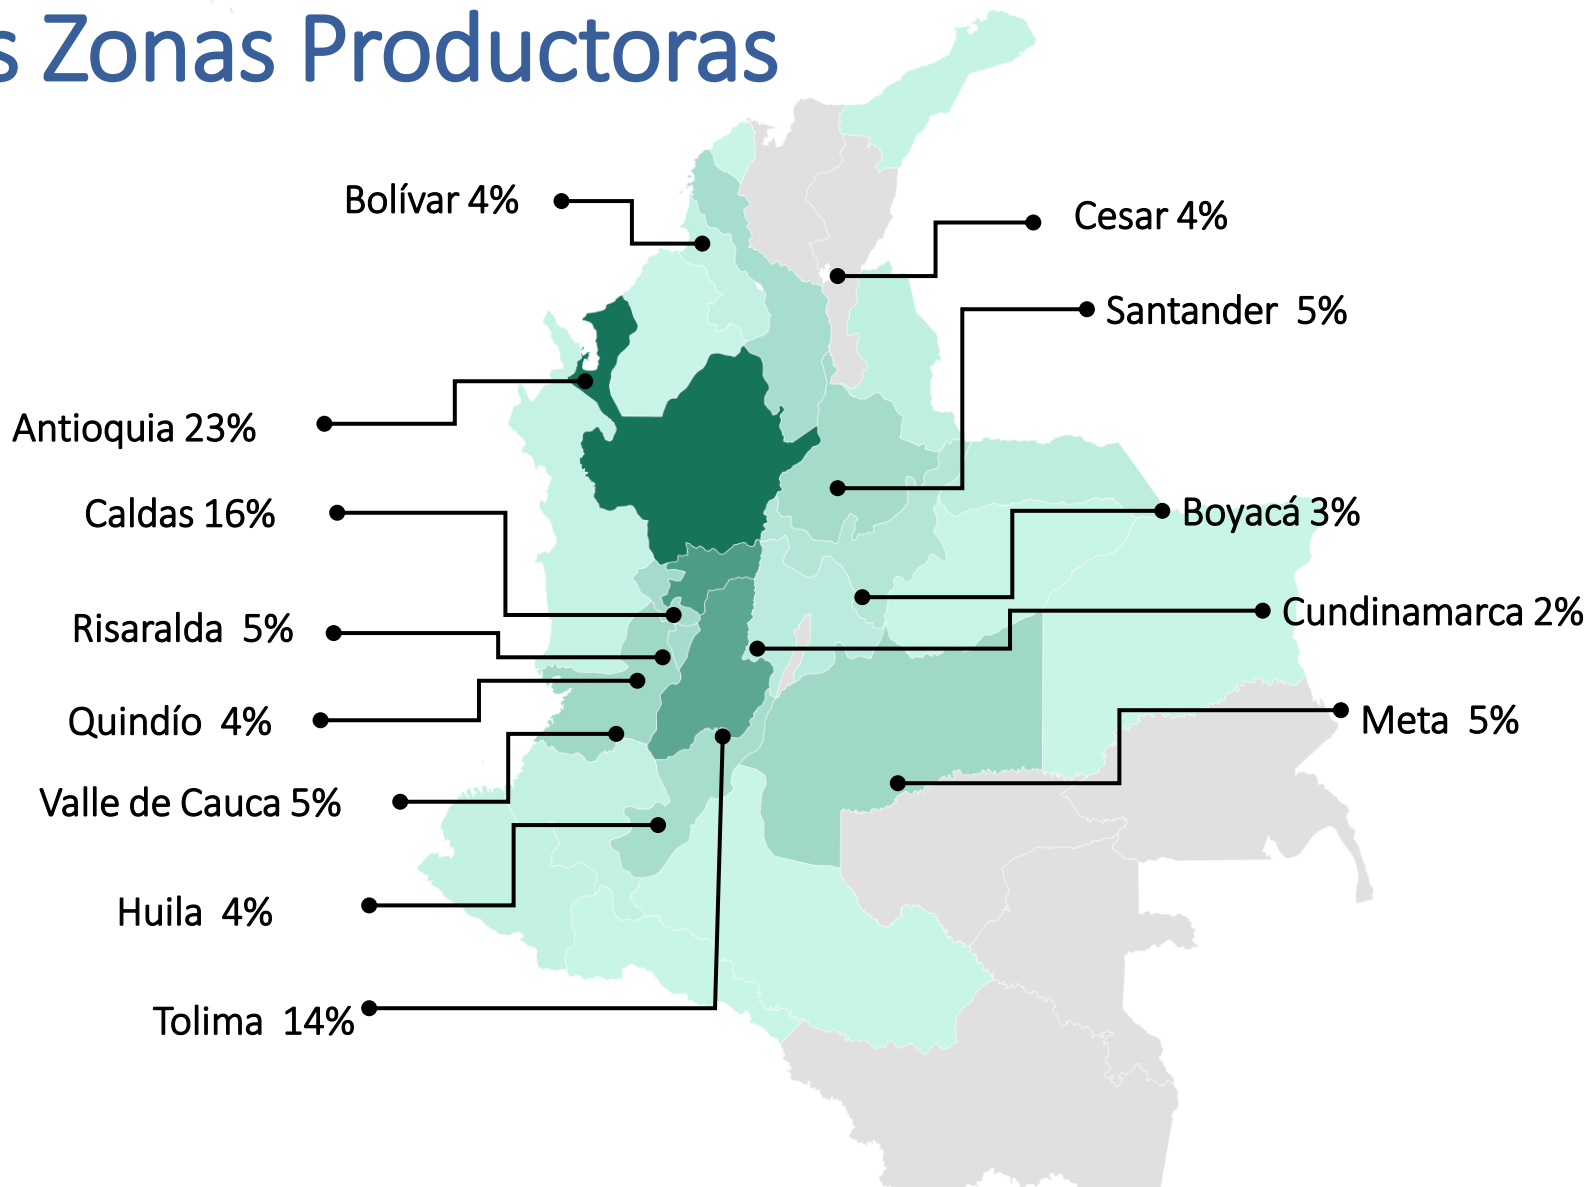 s Zonas Productoras
Bolívar 4%
Cesar 4%
Santander 5%
Antioquia 23%
Caldas 16%
Boyacá 3%
Risaralda 5%
Cundinamarca 2%
Quindío 4%
Meta 5%
Valle de Cauca 5%
Huila 4%
Tolima 14%